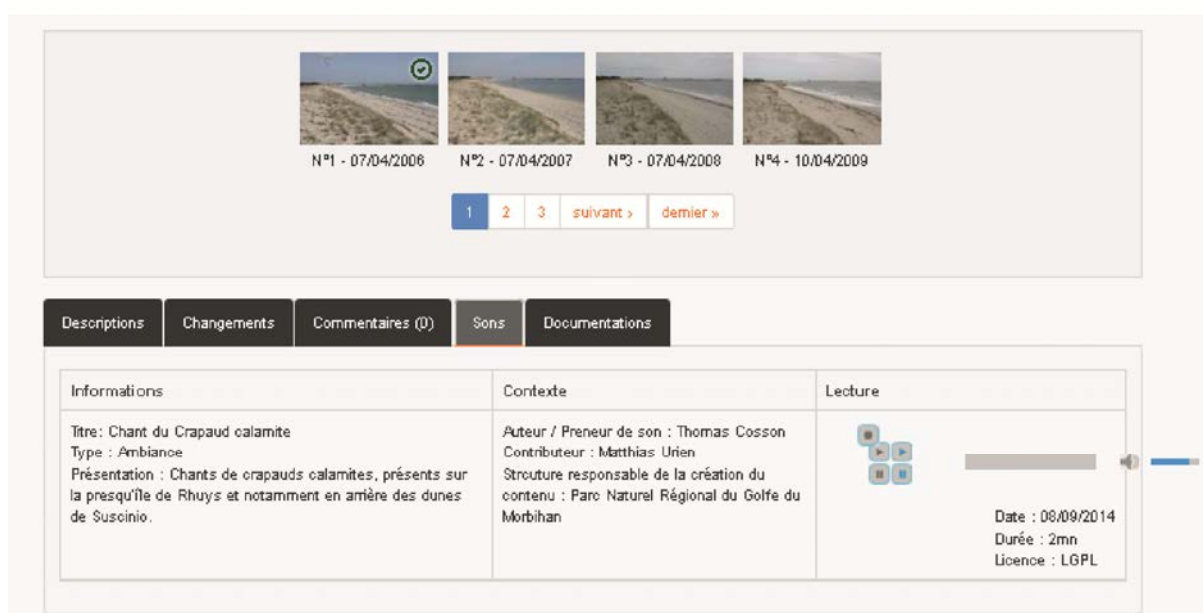 N°1 - 07/04/2006
N°2 - 07/04/2007
N°3 - 07/04/2008
N°4 - 10/04/2009
1 2 3 suivant › dernier »
Descriptions Changements Commentaires (0) Sons Documentations
Informations
Titre: Chant du Crapaud calamite
Type : Ambiance
Présentation : Chants de crapauds calamites, présents sur
la presqu'île de Rhuys et notamment en arrière des dunes
de Suscinio.
Contexte
Auteur / Preneur de son : Thomas Cosson
Contributeur : Matthias Urien
Strcuture responsable de la création du
contenu : Parc Naturel Régional du Golfe du
Morbihan
Lecture
Date : 08/09/2014
Durée : 2mn
Licence : LGPL